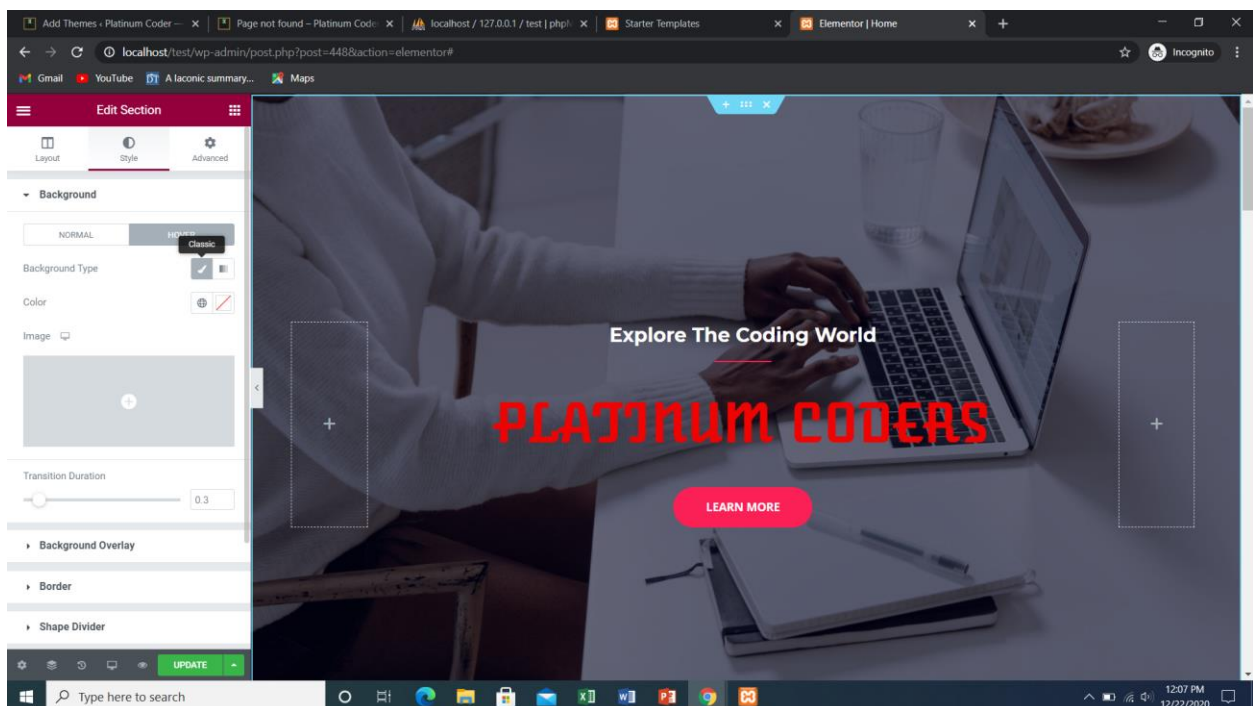 Add Themes ‹ Platinum Coder —
Page not found – Platinum Code
localhost / 127.0.0.1 / test | phpM
Starter Templates
Elementor | Home
localhost/test/wp-admin/post.php?post=448&action=elementor#
Incognito
Gmail
YouTube
A laconic summary...
Maps
Edit Section
Layout
Style
Advanced
Background
NORMAL
HOVER
Classic
Background Type
Color
Image
Transition Duration
0.3
Background Overlay
Border
Shape Divider
UPDATE
Explore The Coding World
PLATINUM CODERS
LEARN MORE
Type here to search
12:07 PM
12/22/2020